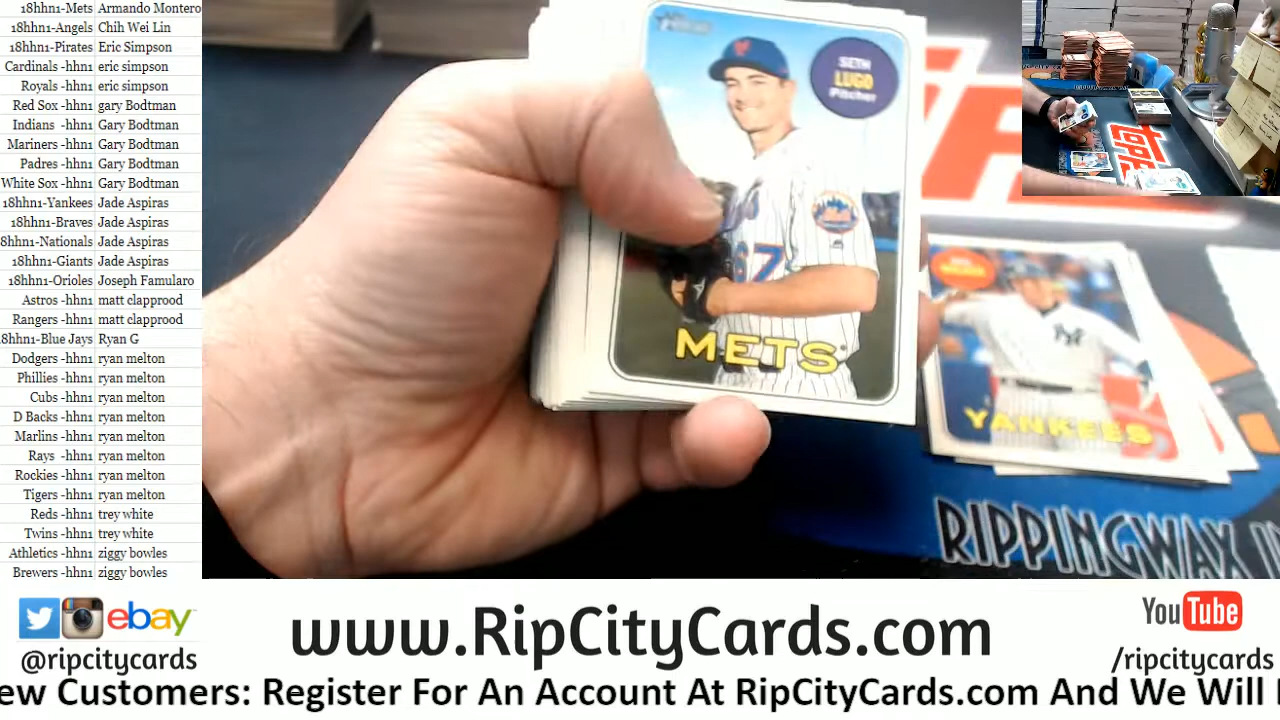 18hhn1-Mets Armando Montero
18hhn1-Angels Chih Wei Lin
18hhn1-Pirates Eric Simpson
Cardinals -hhn1 eric simpson
Royals -hhn1 eric simpson
Red Sox -hhn1 gary Bodtman
Indians -hhn1 Gary Bodtman
Mariners -hhn1 Gary Bodtman
Padres -hhn1 Gary Bodtman
White Sox -hhn1 Gary Bodtman
18hhn1-Yankees Jade Aspiras
18hhn1-Braves Jade Aspiras
8hhn1-Nationals Jade Aspiras
18hhn1-Giants Jade Aspiras
18hhn1-Orioles Joseph Famularo
Astros -hhn1 matt clapprood
Rangers -hhn1 matt clapprood
8hhn1-Blue Jays Ryan G
Dodgers -hhn1 ryan melton
Phillies -hhn1 ryan melton
Cubs -hhn1 ryan melton
D Backs -hhn1 ryan melton
Marlins -hhn1 ryan melton
Rays -hhn1 ryan melton
Rockies -hhn1 ryan melton
Tigers -hhn1 ryan melton
Reds -hhn1 trey white
Twins -hhn1 trey white
Athletics -hhn1 ziggy bowles
Brewers -hhn1 ziggy bowles
SETH
LUGO
Pitcher
67
METS
YANKEES
topps
RIPPINGWAX
ebay
@ripcitycards
www.RipCityCards.com
YouTube
/ripcitycards
ew Customers: Register For An Account At RipCityCards.com And We Will